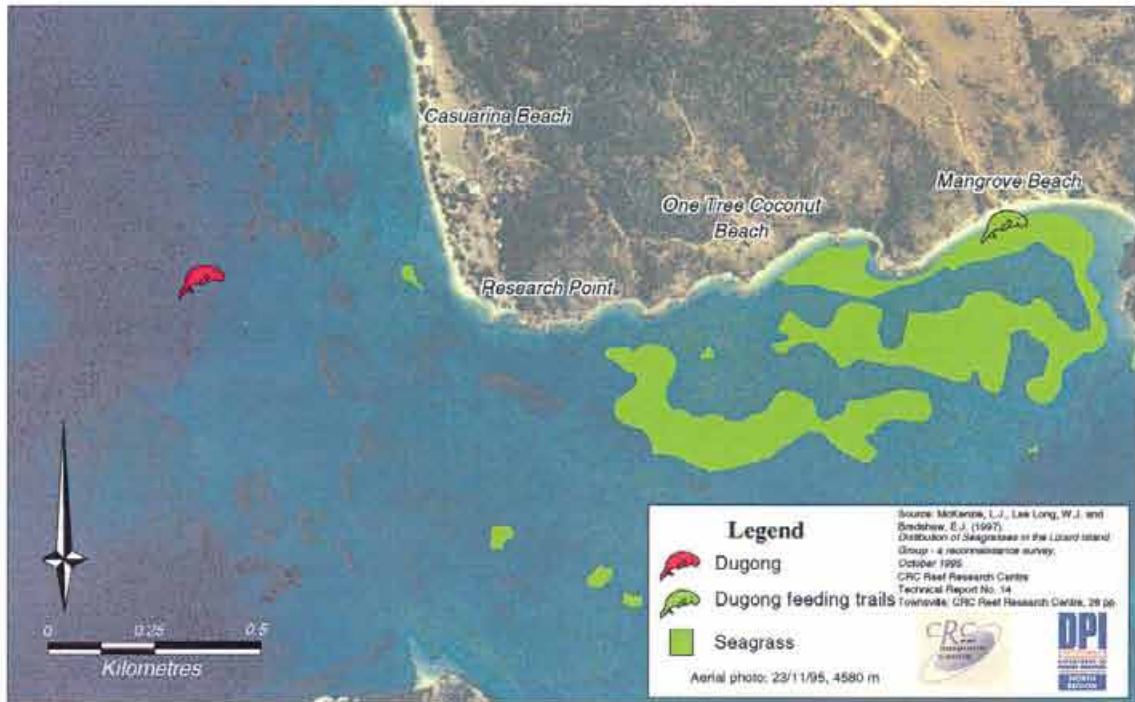 Casuarina Beach
Mangrove Beach
One Tree Coconut
Beach
Research Point
0 0.25 0.5
Kilometres
Legend
Dugong
Dugong feeding trails
Seagrass
Aerial photo: 23/11/95, 4580 m
Source: McKenzie, L.J., Lee Long, W.J. and
Bradshaw, E.J. (1997).
Distribution of Seagrasses in the Lizard Island
Group - a reconnaissance survey,
October 1995.
CRC Reef Research Centre
Technical Report No. 14
Townsville: CRC Reef Research Centre, 28 pp
CRC
DPI
NORTH
REGION